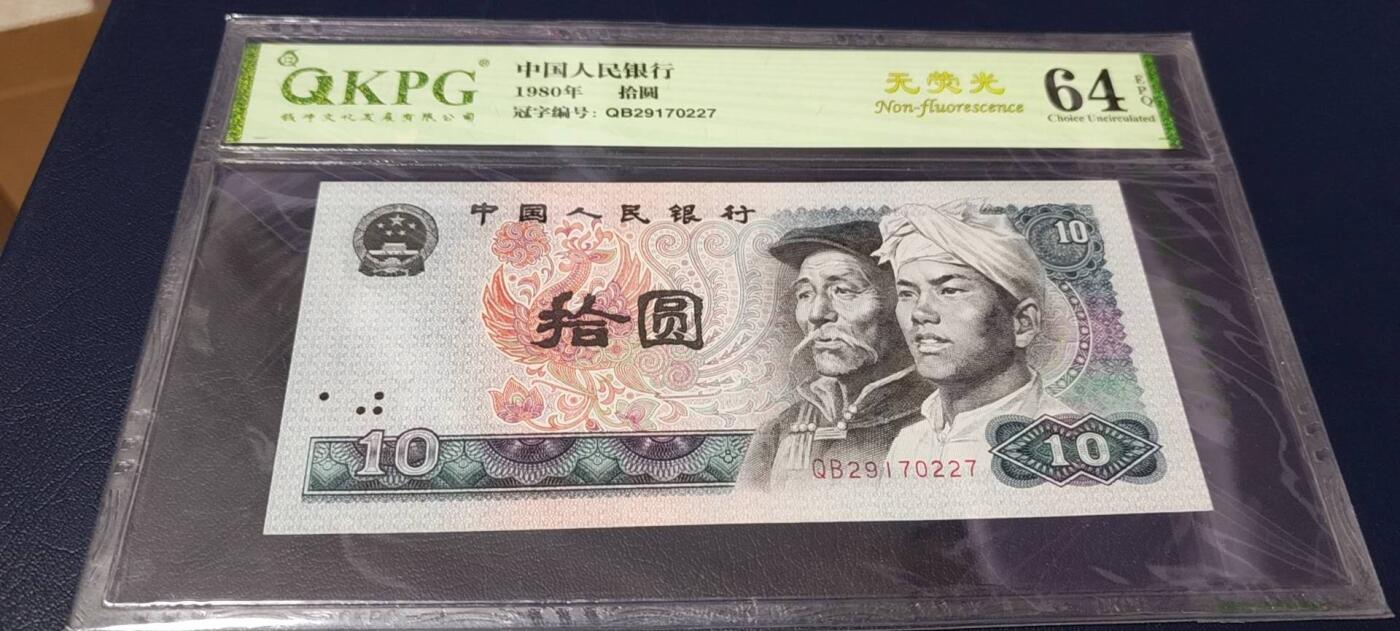 QKPG®
钱坤文化发展有限公司
中国人民银行
1980年 拾圆
冠字编号: QB29170227
无荧光
Non-fluorescence
64
EPQ
Choice Uncirculated
中国人民银行
10
拾圆
10
QB29170227
10